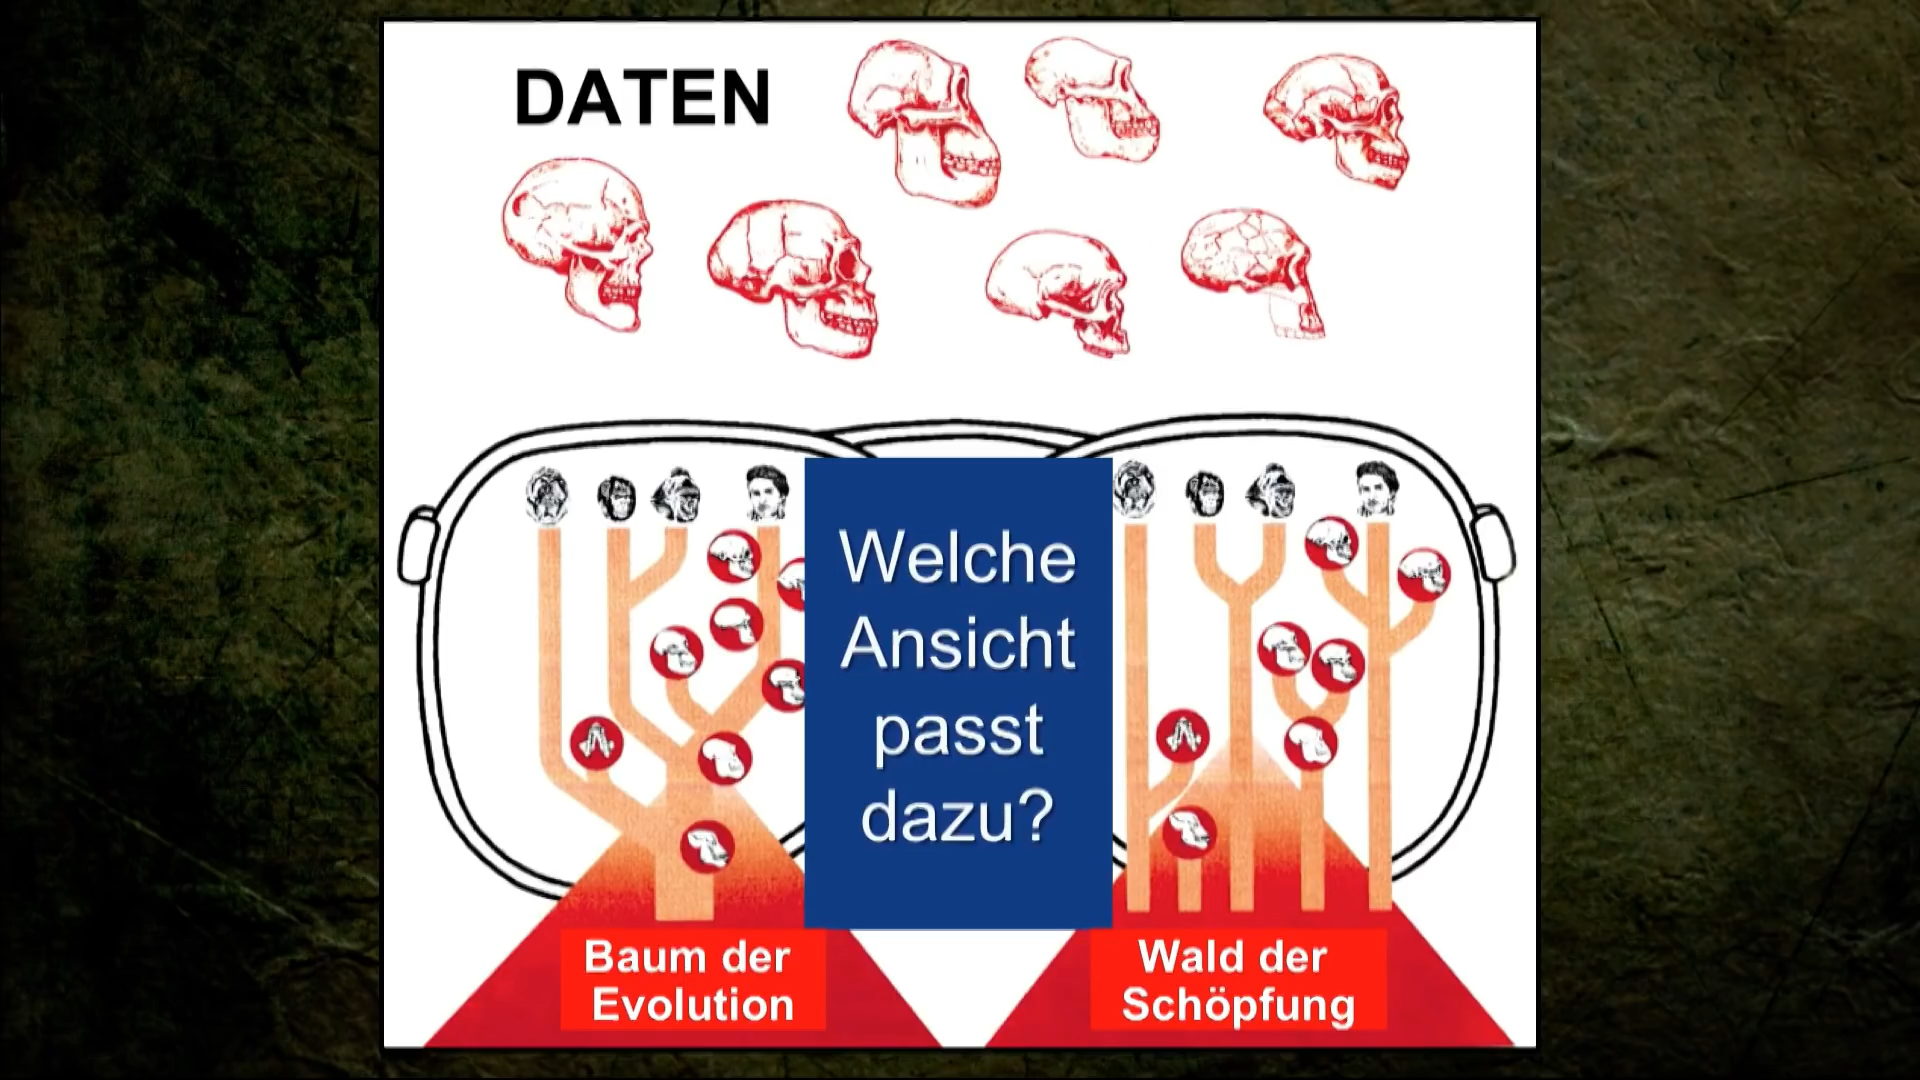 DATEN
Welche
Ansicht
passt
dazu?
Baum der
Evolution
Wald der
Schöpfung